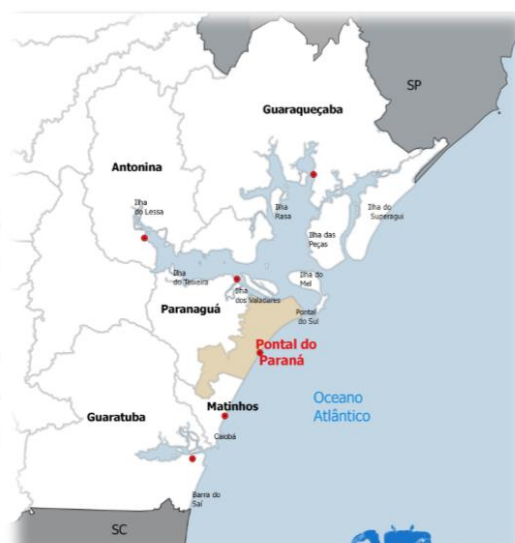 SP
Guaraqueçaba
Antonina
Ilha
do Lessa
Ilha
Rasa
Ilha do
Superagui
Ilha das
Peças
Ilha
do Teixeira
Ilha do
Mel
Ilha
dos Valadares
Paranaguá
Pontal
do Sul
Pontal do
Paraná
Oceano
Atlântico
Matinhos
Guaratuba
Caiobá
Barra do
Saí
SC